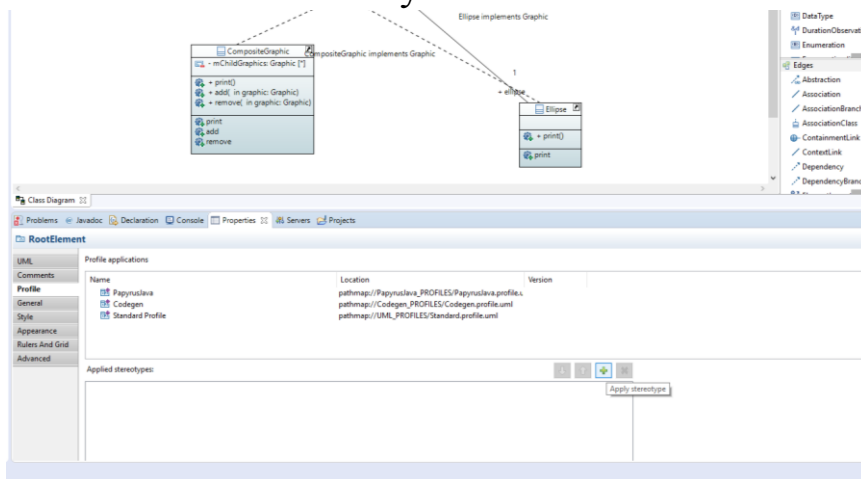 y
Ellipse implements Graphic
CompositeGraphic
CompositeGraphic implements Graphic
- mChildGraphics: Graphic [*]
+ print()
+ add( in graphic: Graphic)
+ remove( in graphic: Graphic)
print
add
remove
1
+ ellipse
Ellipse
+ print()
print
DataType
DurationObservat
Enumeration
Edges
Abstraction
Association
AssociationBranch
AssociationClass
ContainmentLink
ContextLink
Dependency
DependencyBranc
Class Diagram
Problems Javadoc Declaration Console Properties Servers Projects
RootElement
UML
Comments
Profile
General
Style
Appearance
Rulers And Grid
Advanced
Profile applications
Name Location Version
PapyrusJava pathmap://PapyrusJava_PROFILES/PapyrusJava.profile.u
Codegen pathmap://Codegen_PROFILES/Codegen.profile.uml
Standard Profile pathmap://UML_PROFILES/Standard.profile.uml
Applied stereotypes:
Apply stereotype